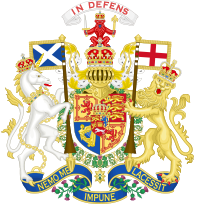 IN DEFENS
NEMO ME
IMPUNE
LACESSIT